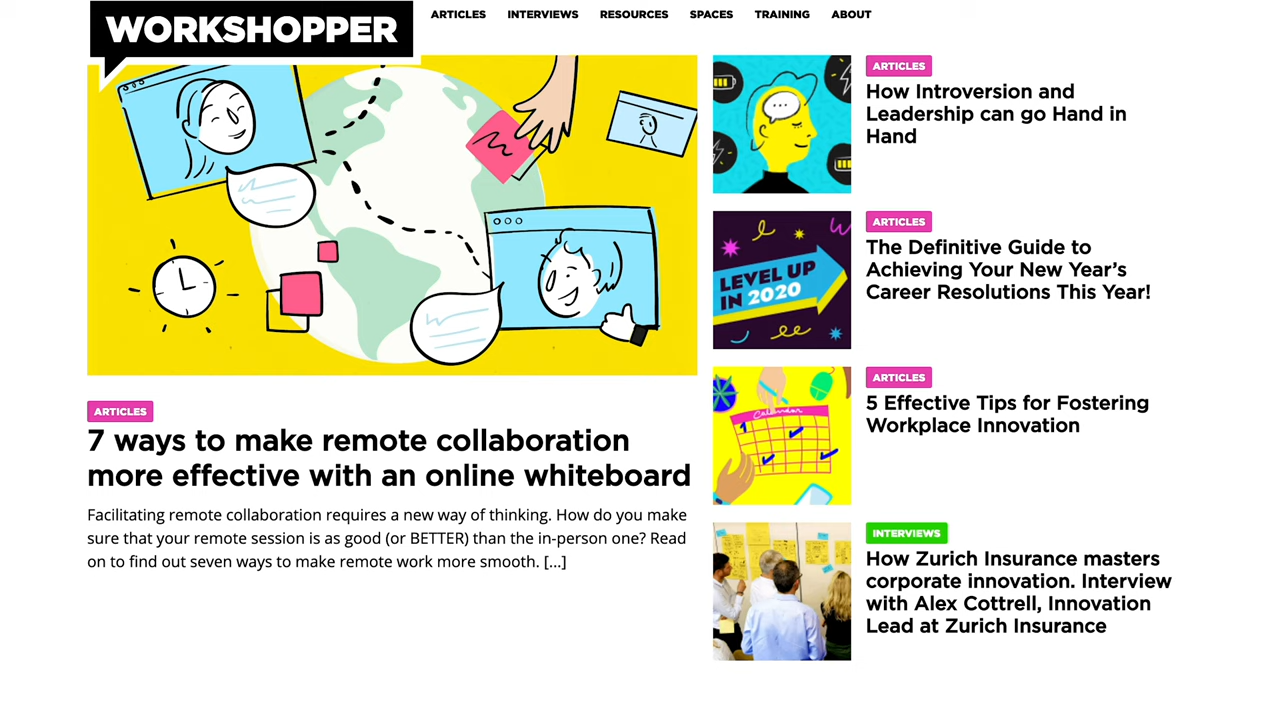 WORKSHOPPER
ARTICLES INTERVIEWS RESOURCES SPACES TRAINING ABOUT
ARTICLES
7 ways to make remote collaboration
more effective with an online whiteboard
Facilitating remote collaboration requires a new way of thinking. How do you make
sure that your remote session is as good (or BETTER) than the in-person one? Read
on to find out seven ways to make remote work more smooth. [...]
ARTICLES
How Introversion and
Leadership can go Hand in
Hand
LEVEL UP
IN 2020
ARTICLES
The Definitive Guide to
Achieving Your New Year’s
Career Resolutions This Year!
Calendar
1
ARTICLES
5 Effective Tips for Fostering
Workplace Innovation
INTERVIEWS
How Zurich Insurance masters
corporate innovation. Interview
with Alex Cottrell, Innovation
Lead at Zurich Insurance